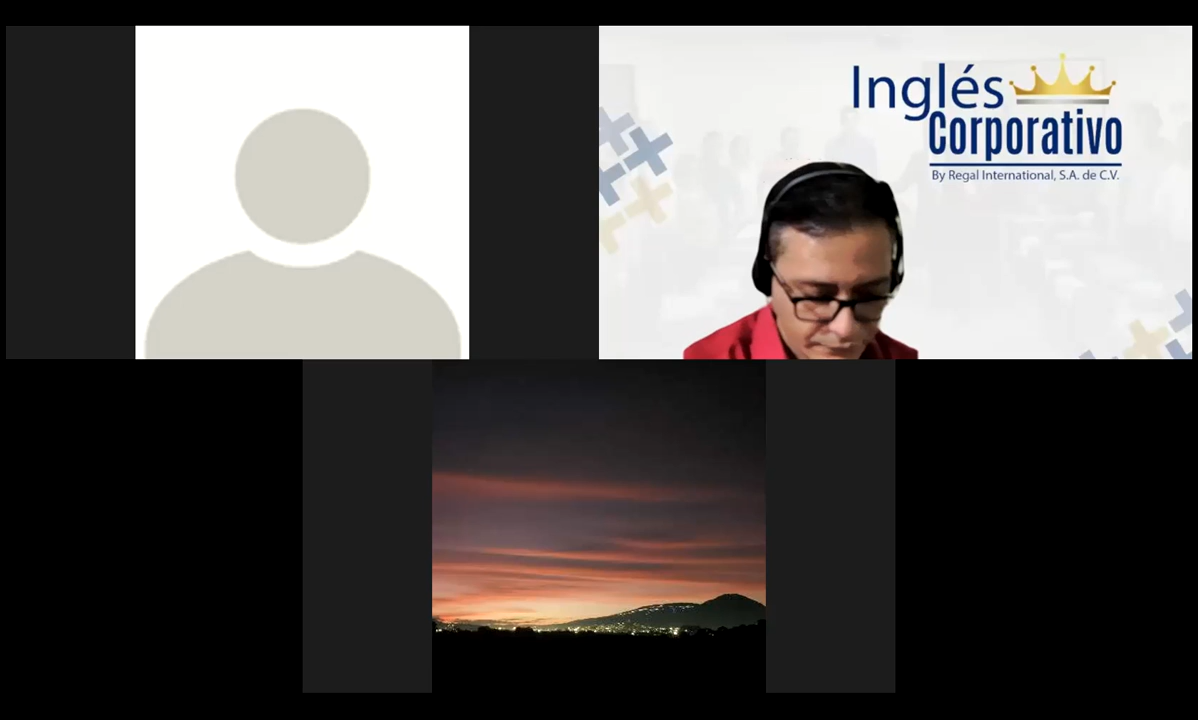 Inglés
Corporativo
By Regal International, S.A. de C.V.